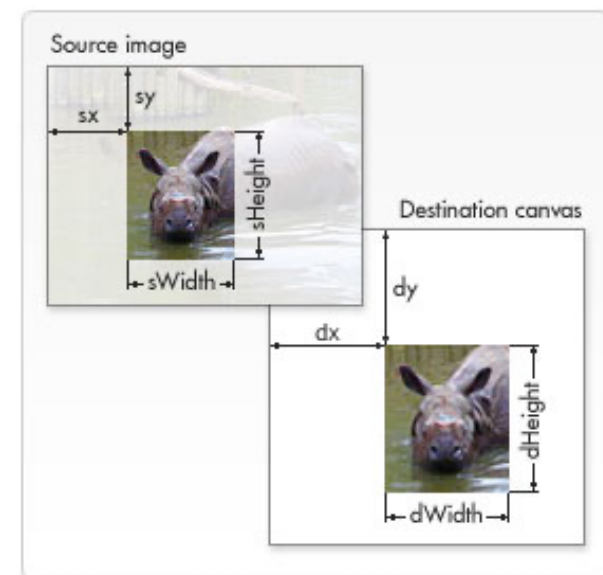 Source image
sy
sx
sHeight
sWidth
Destination canvas
dy
dx
dHeight
dWidth